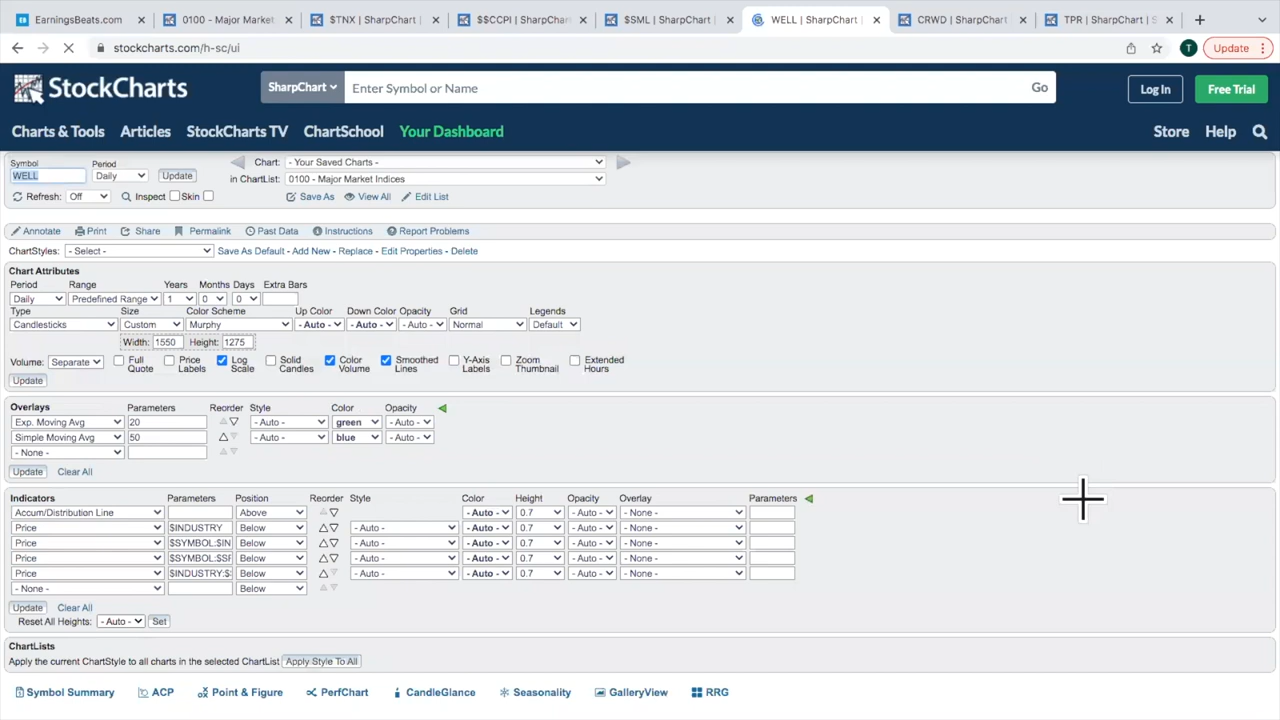 EarningsBeats.com
0100 - Major Market
$TNX | SharpChart
$$CCPI | SharpChart
$SML | SharpChart
WELL | SharpChart
CRWD | SharpChart
TPR | SharpChart | S
stockcharts.com/h-sc/ui
T
Update
StockCharts
SharpChart
Enter Symbol or Name
Go
Log In
Free Trial
Charts & Tools
Articles
StockCharts TV
ChartSchool
Your Dashboard
Store
Help
Symbol
Period
WELL
Daily
Update
Chart:
- Your Saved Charts -
in ChartList:
0100 - Major Market Indices
Refresh:
Off
Inspect
Skin
Save As
View All
Edit List
Annotate
Print
Share
Permalink
Past Data
Instructions
Report Problems
ChartStyles:
- Select -
Save As Default - Add New - Replace - Edit Properties - Delete
Chart Attributes
Period Range Years Months Days Extra Bars
Daily Predefined Range 1 0 0
Type Size Color Scheme Up Color Down Color Opacity Grid Legends
Candlesticks Custom Murphy - Auto - - Auto - - Auto - Normal Default
Width: 1550 Height: 1275
Volume: Separate Full Quote Price Labels Log Scale Solid Candles Color Volume Smoothed Lines Y-Axis Labels Zoom Thumbnail Extended Hours
Update
Overlays Parameters Reorder Style Color Opacity
Exp. Moving Avg 20 - Auto - green - Auto -
Simple Moving Avg 50 - Auto - blue - Auto -
- None -
Update Clear All
Indicators Parameters Position Reorder Style Color Height Opacity Overlay Parameters
Accum/Distribution Line Above - Auto - 0.7 - Auto - - None -
Price $INDUSTRY Below - Auto - - Auto - 0.7 - Auto - - None -
Price $SYMBOL:$IN Below - Auto - - Auto - 0.7 - Auto - - None -
Price $SYMBOL:$SF Below - Auto - - Auto - 0.7 - Auto - - None -
Price $INDUSTRY:$ Below - Auto - - Auto - 0.7 - Auto - - None -
- None - Below
Update Clear All
Reset All Heights: - Auto - Set
ChartLists
Apply the current ChartStyle to all charts in the selected ChartList Apply Style To All
Symbol Summary
ACP
Point & Figure
PerfChart
CandleGlance
Seasonality
GalleryView
RRG